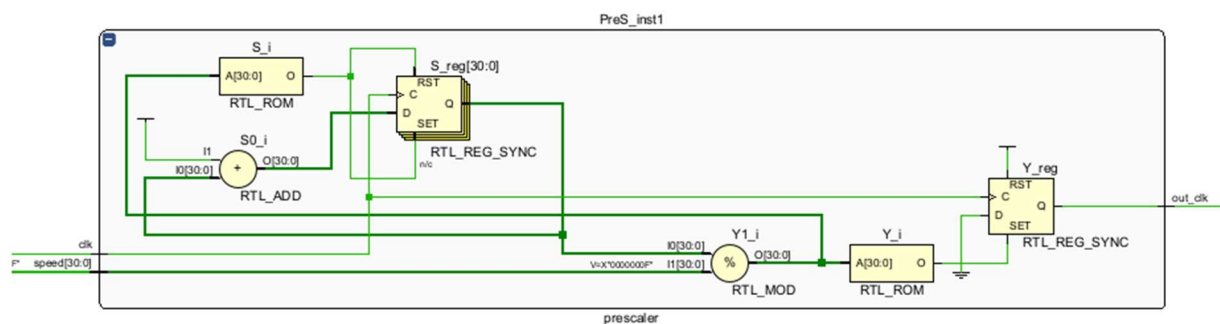 PreS_inst1
S_i
A[30:0] O
RTL_ROM
S_reg[30:0]
RST
C
Q
D
SET
RTL_REG_SYNC
n/c
S0_i
I1
I0[30:0]
+
O[30:0]
RTL_ADD
Y_reg
RST
C
Q
D
SET
RTL_REG_SYNC
out_clk
clk
F" speed[30:0]
V=X"0000000F"
Y1_i
I0[30:0]
I1[30:0]
%
O[30:0]
RTL_MOD
Y_i
A[30:0] O
RTL_ROM
prescaler